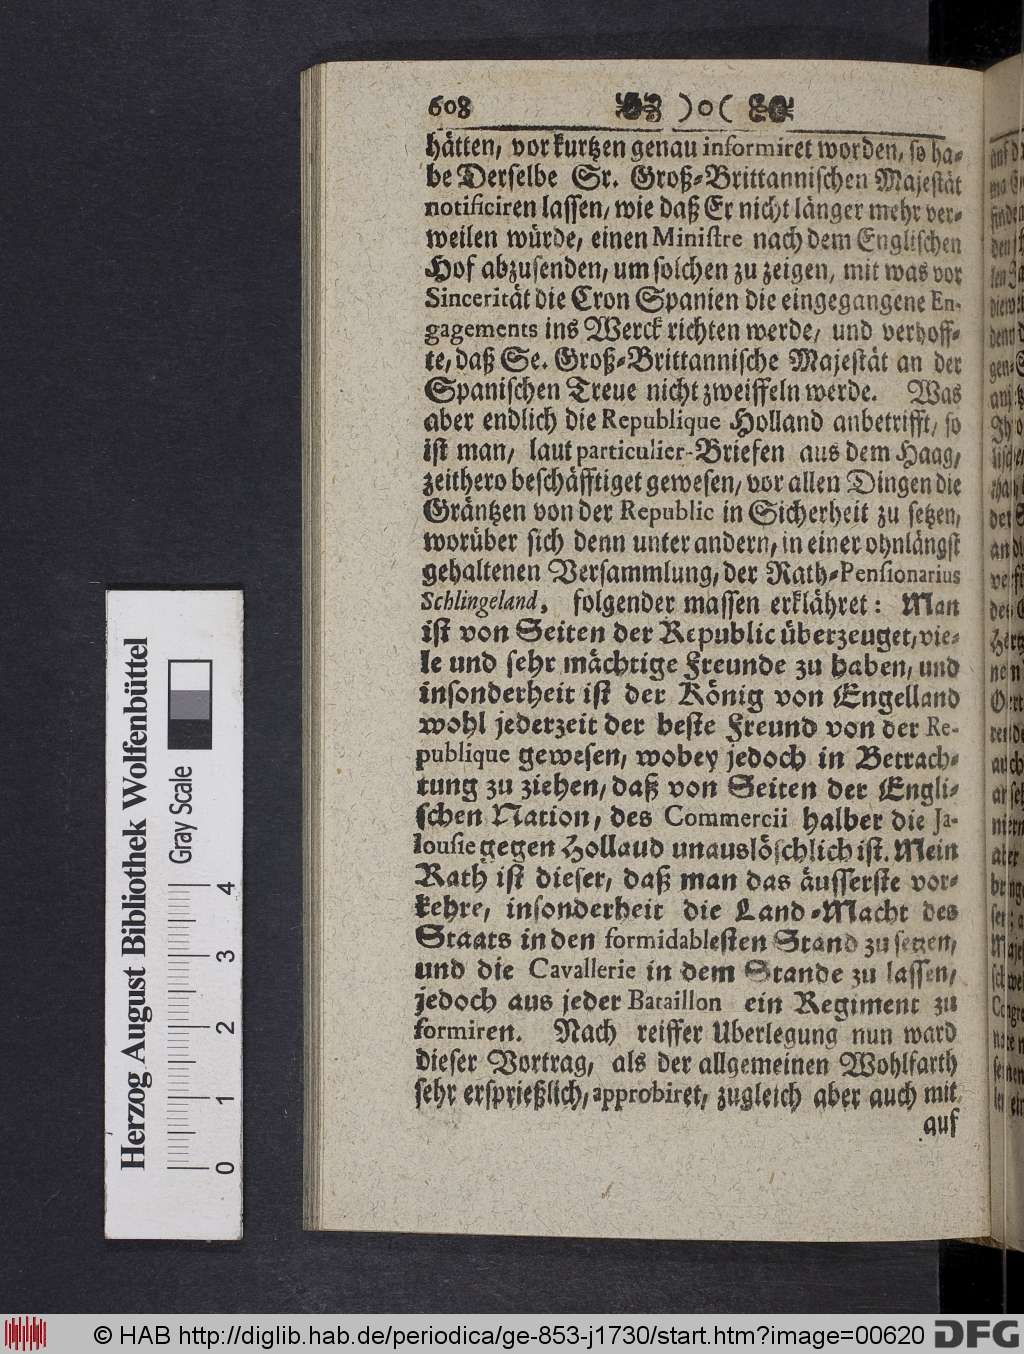 608 )o(
hätten, vor kurtzen genau informiret worden, so ha-
be Derselbe Sr. Groß-Brittannischen Majestät
notificiren lassen, wie daß Er nicht länger mehr ver-
weilen würde, einen Ministre nach dem Englischen
Hof abzusenden, um solchen zu zeigen, mit was vor
Sincerität die Cron Spanien die eingegangene En-
gagements ins Werck richten werde, und verhoff-
te, daß Se. Groß-Brittannische Majestät an der
Spanischen Treue nicht zweiffeln werde. Was
aber endlich die Republique Holland anbetrifft, so
ist man, laut particulier-Briefen aus dem Haag,
zeithero beschäfftiget gewesen, vor allen Dingen die
Gräntzen von der Republic in Sicherheit zu setzen,
worüber sich denn unter andern, in einer ohnlängst
gehaltenen Versammlung, der Rath-Pensionarius
Schlingeland, folgender massen erklähret: Man
ist von Seiten der Republic überzeuget, vie-
le und sehr mächtige Freunde zu haben, und
insonderheit ist der König von Engelland
wohl jederzeit der beste Freund von der Re-
publique gewesen, wobey jedoch in Betrach-
tung zu ziehen, daß von Seiten der Engli-
schen Nation, des Commercii halber die Ja-
lousie gegen Hollaud unauslöschlich ist. Mein
Rath ist dieser, daß man das äusserste vor-
kehre, insonderheit die Land-Macht des
Staats in den formidablesten Stand zu setzen,
und die Cavallerie in dem Stande zu lassen,
jedoch aus jeder Bataillon ein Regiment zu
formiren. Nach reiffer Uberlegung nun ward
dieser Vortrag, als der allgemeinen Wohlfarth
sehr ersprießlich, approbiret, zugleich aber auch mit
auf
Herzog August Bibliothek Wolfenbüttel
Gray Scale
0 1 2 3 4
© HAB http://diglib.hab.de/periodica/ge-853-j1730/start.htm?image=00620 DFG